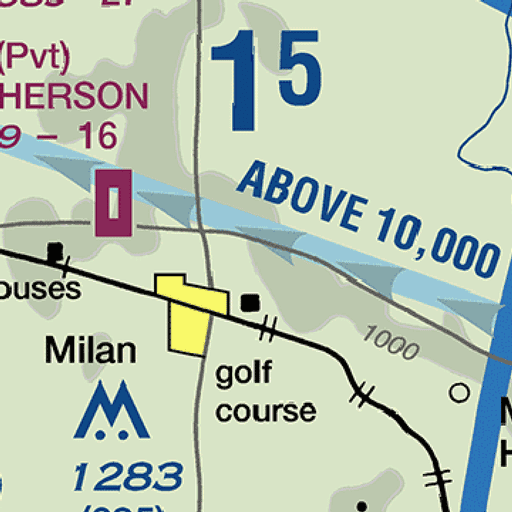 (Pvt)
HERSON
9 – 16
15
ABOVE 10,000
ouses
Milan
golf
course
1000
1283